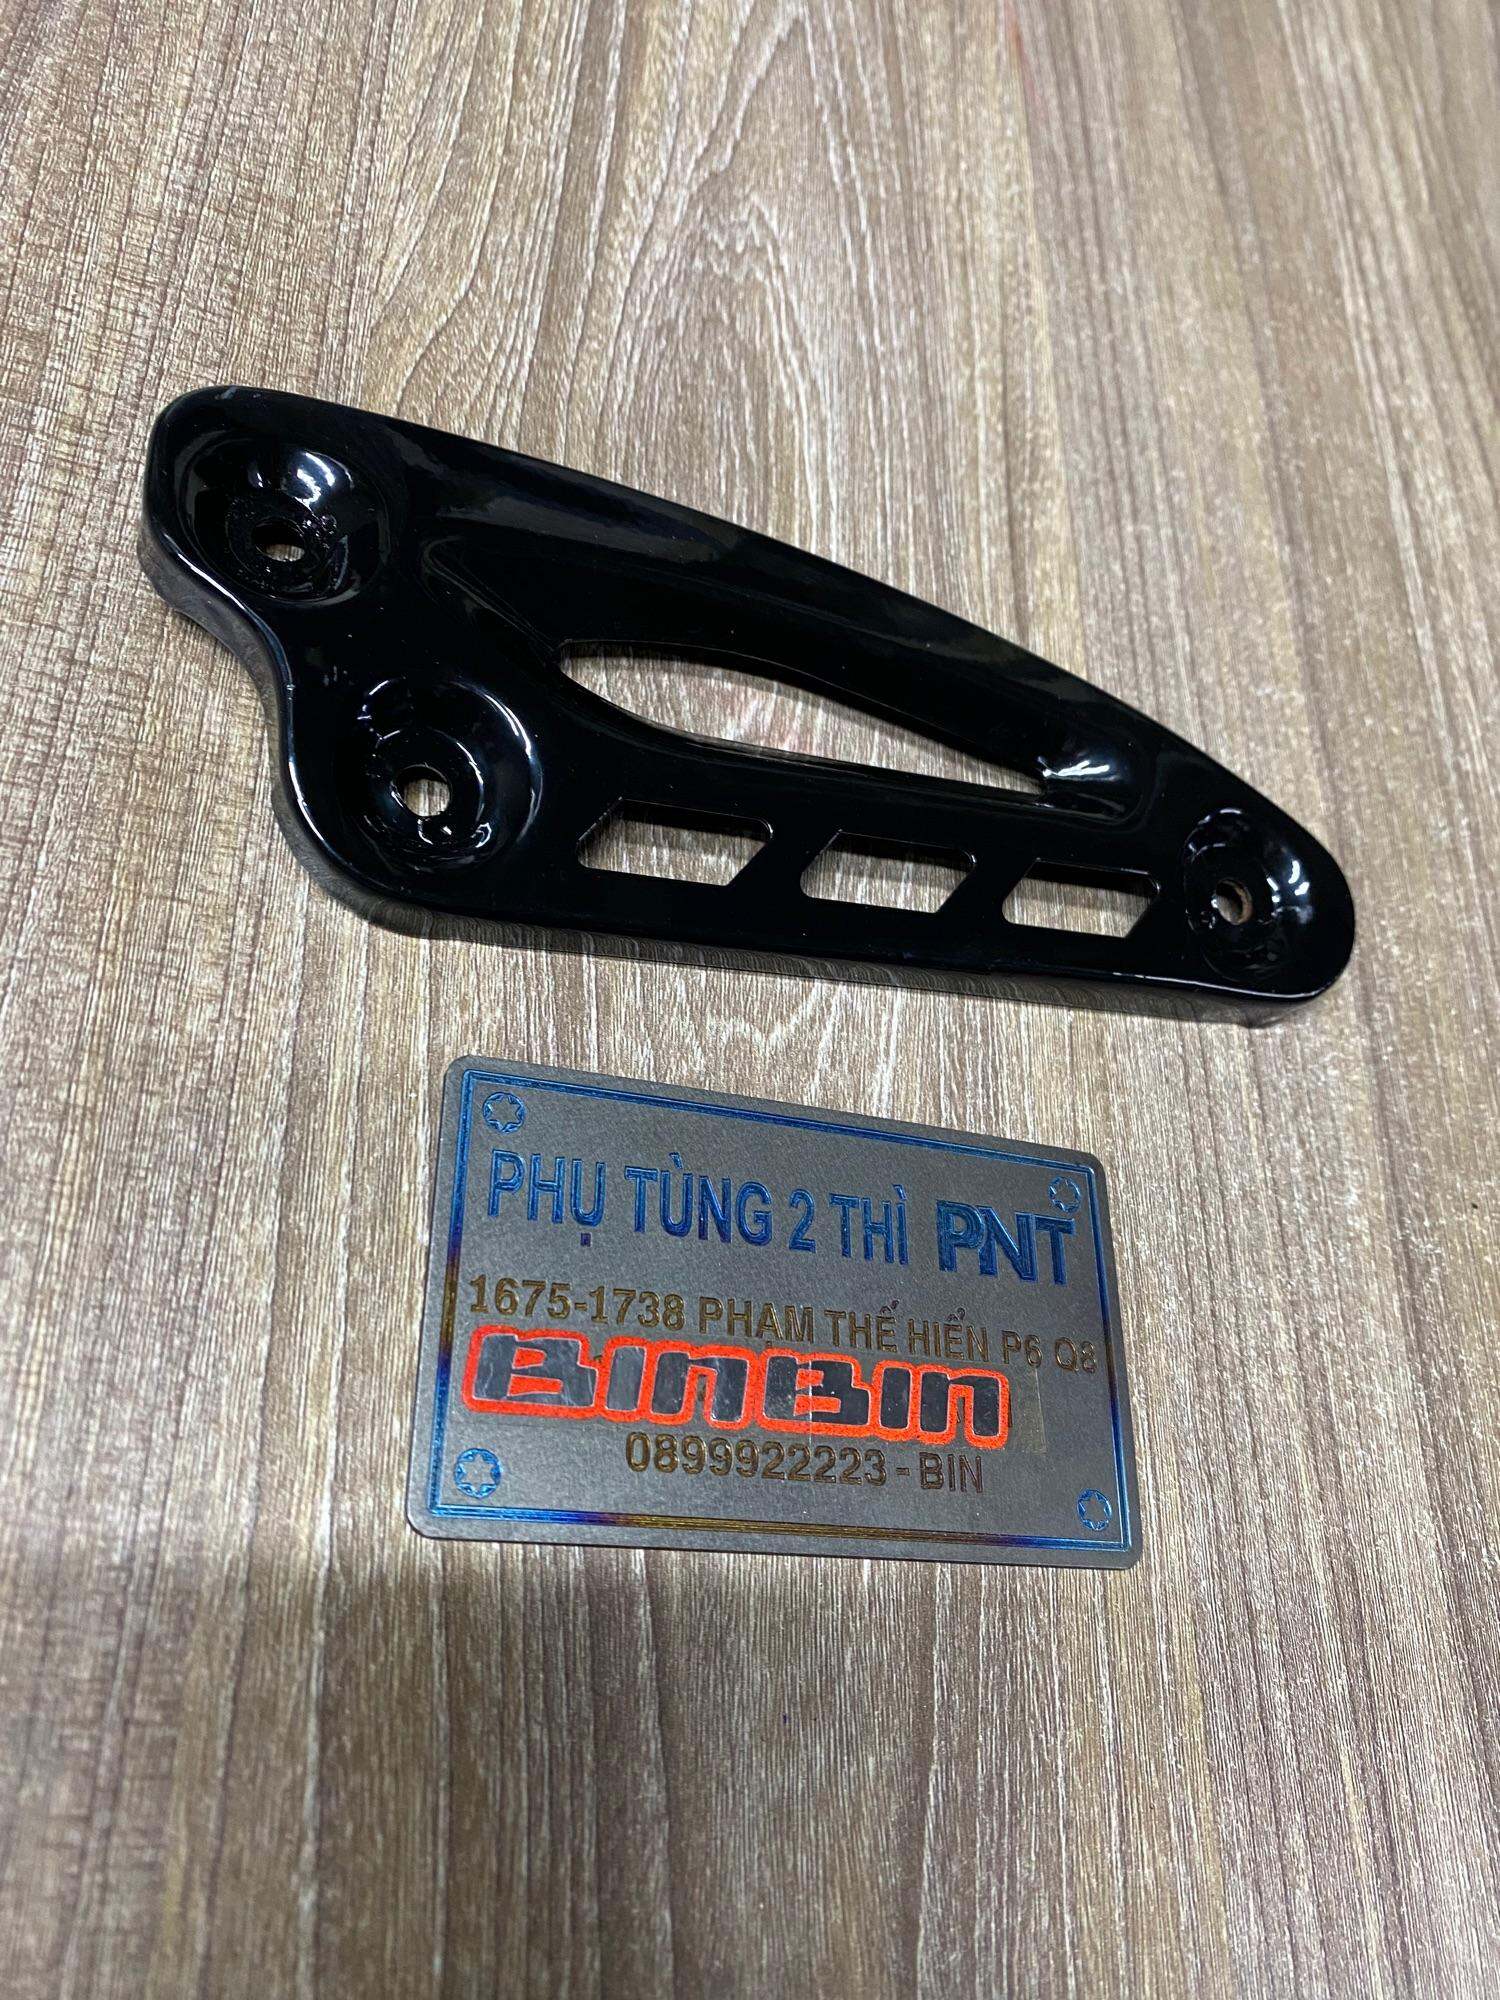 PHỤ TÙNG 2 THÌ PNT
1675-1738 PHẠM THẾ HIỂN P6 Q8
BINBIN
0899922223 - BIN